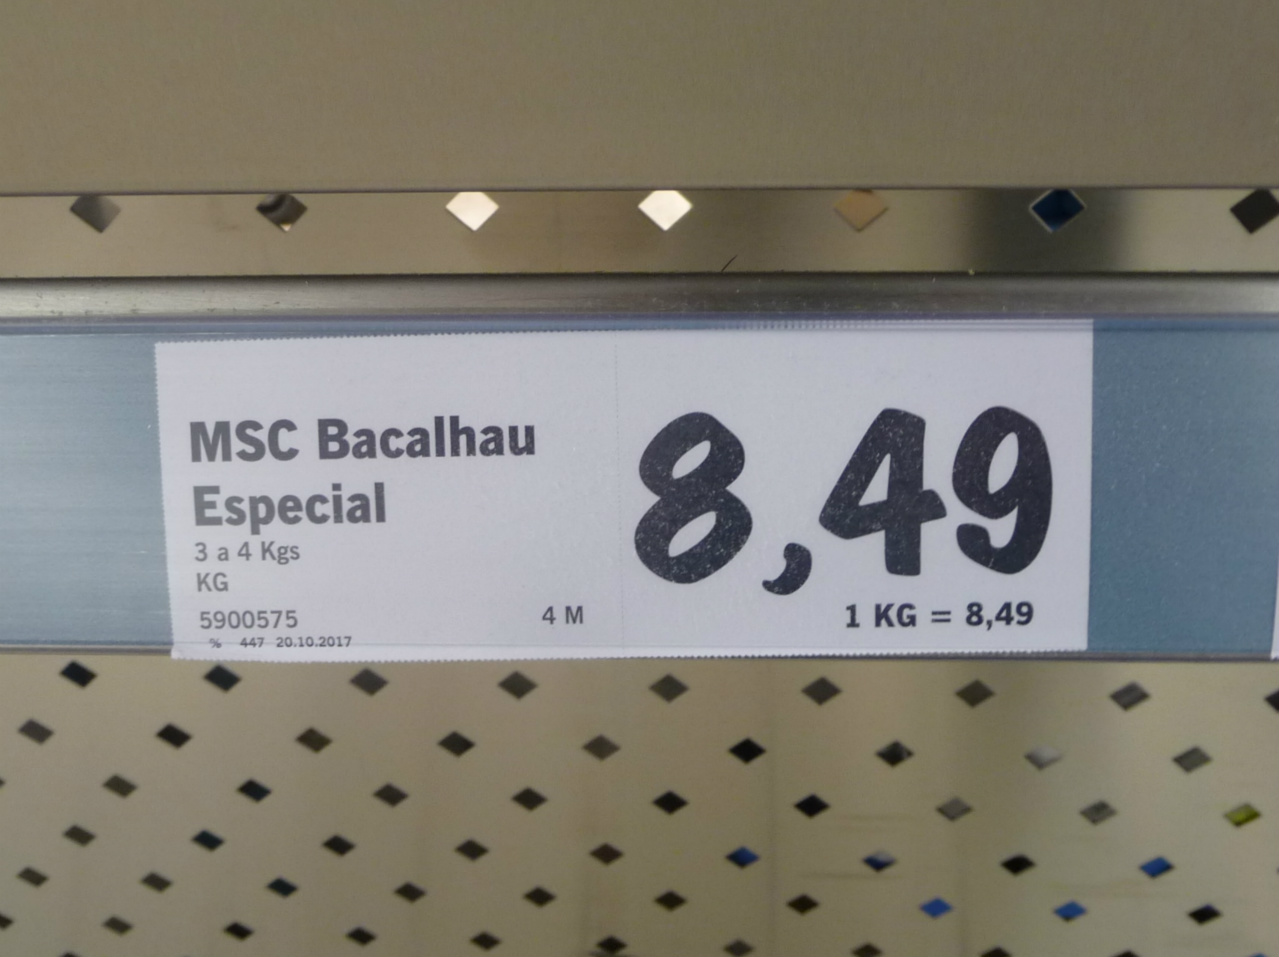 MSC Bacalhau
Especial
3 a 4 Kgs
KG
5900575
4 M
% 447 20.10.2017
8,49
1 KG = 8,49